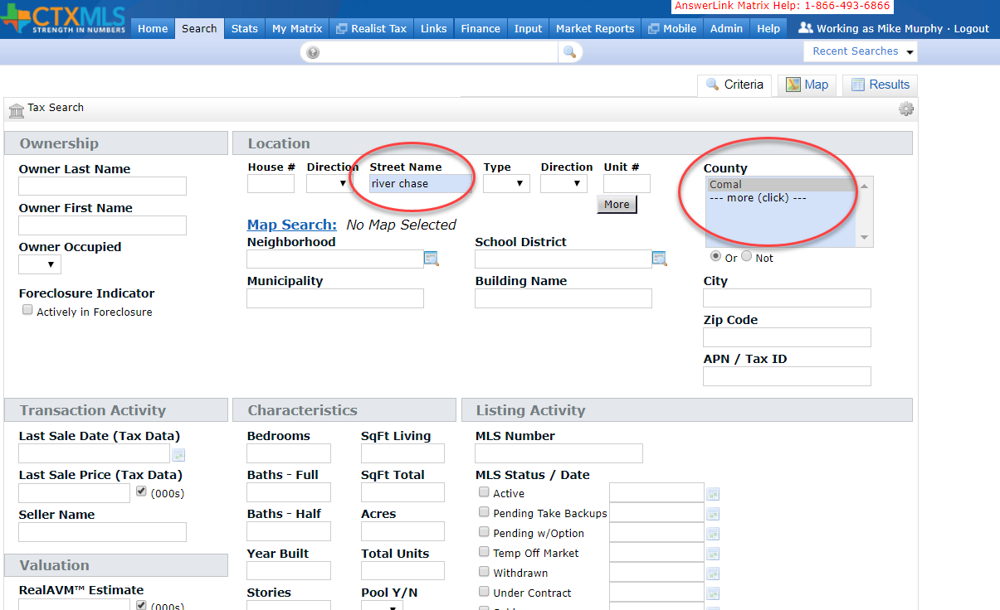 AnswerLink Matrix Help: 1-866-493-6866
CTXMLS
STRENGTH IN NUMBERS
Home Search Stats My Matrix Realist Tax Links Finance Input Market Reports Mobile Admin Help Working as Mike Murphy · Logout
?
Recent Searches
Criteria Map Results
Tax Search
Ownership
Owner Last Name
Owner First Name
Owner Occupied
Foreclosure Indicator
Actively in Foreclosure
Location
House # Direction Street Name Type Direction Unit #
river chase
More
Map Search: No Map Selected
Neighborhood School District
Municipality Building Name
County
Comal
--- more (click) ---
Or Not
City
Zip Code
APN / Tax ID
Transaction Activity
Last Sale Date (Tax Data)
Last Sale Price (Tax Data)
(000s)
Seller Name
Valuation
RealAVM™ Estimate
(000s)
Characteristics
Bedrooms SqFt Living
Baths - Full SqFt Total
Baths - Half Acres
Year Built Total Units
Stories Pool Y/N
Listing Activity
MLS Number
MLS Status / Date
Active
Pending Take Backups
Pending w/Option
Temp Off Market
Withdrawn
Under Contract